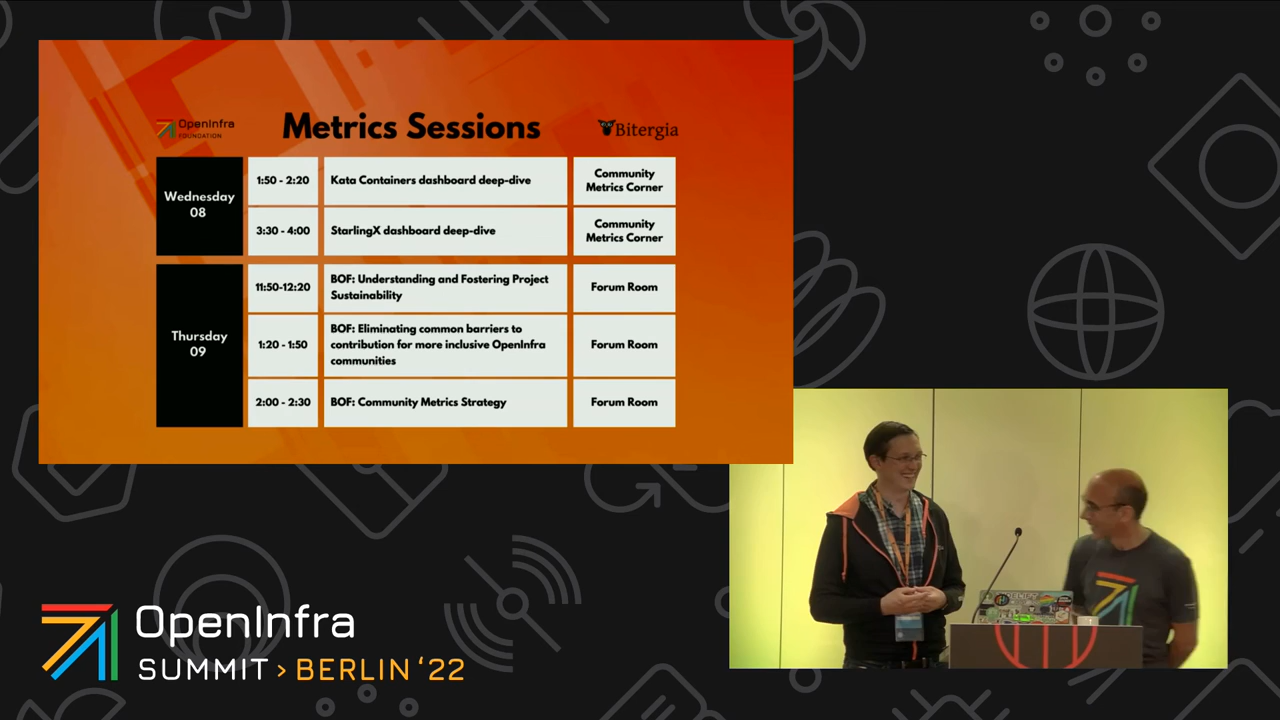 OpenInfra
FOUNDATION
Metrics Sessions
Bitergia
Wednesday
08
1:50 - 2:20
Kata Containers dashboard deep-dive
Community
Metrics Corner
3:30 - 4:00
StarlingX dashboard deep-dive
Community
Metrics Corner
Thursday
09
11:50-12:20
BOF: Understanding and Fostering Project
Sustainability
Forum Room
1:20 - 1:50
BOF: Eliminating common barriers to
contribution for more inclusive OpenInfra
communities
Forum Room
2:00 - 2:30
BOF: Community Metrics Strategy
Forum Room
OpenInfra
SUMMIT > BERLIN ‘22